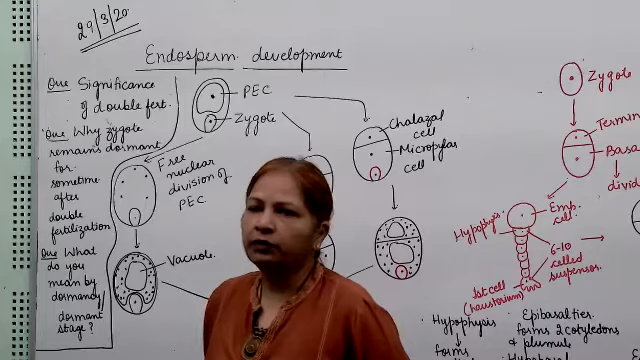 29/3/20
Endosperm development
Que Significance
of double fert.
Que Why zygote
remains dormant
for
sometime
after
double
fertilization
Que What
do you
mean by
dormancy/
dormant
stage?
PEC
Zygote
Free
nuclear
division of
PEC
Vacuole
Chalazal
cell
Micropylar
cell
Zygote
Termin
Basa
divid
Hypophysis
Emb.
cell
6-10
celled
suspensor
1st cell
(haustorium)
Hypophysis
forms
Epibasal ties
forms 2 cotyledons
& plumule